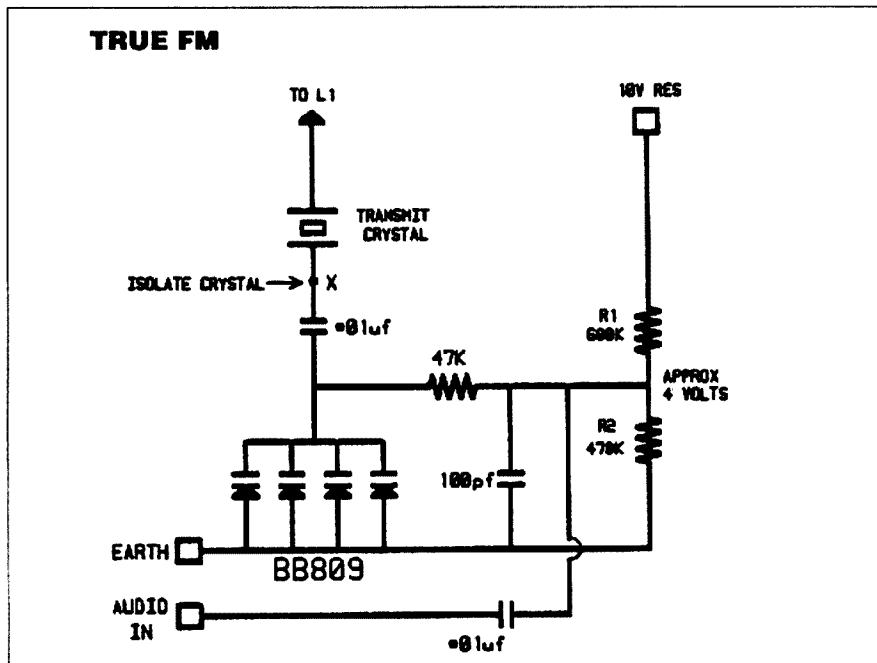 TRUE FM
TO L1
10V RES
TRANSMIT
CRYSTAL
ISOLATE CRYSTAL
X
•01uf
R1
680K
47K
APPROX
4 VOLTS
R2
470K
100pf
EARTH
BB809
AUDIO
IN
•01uf